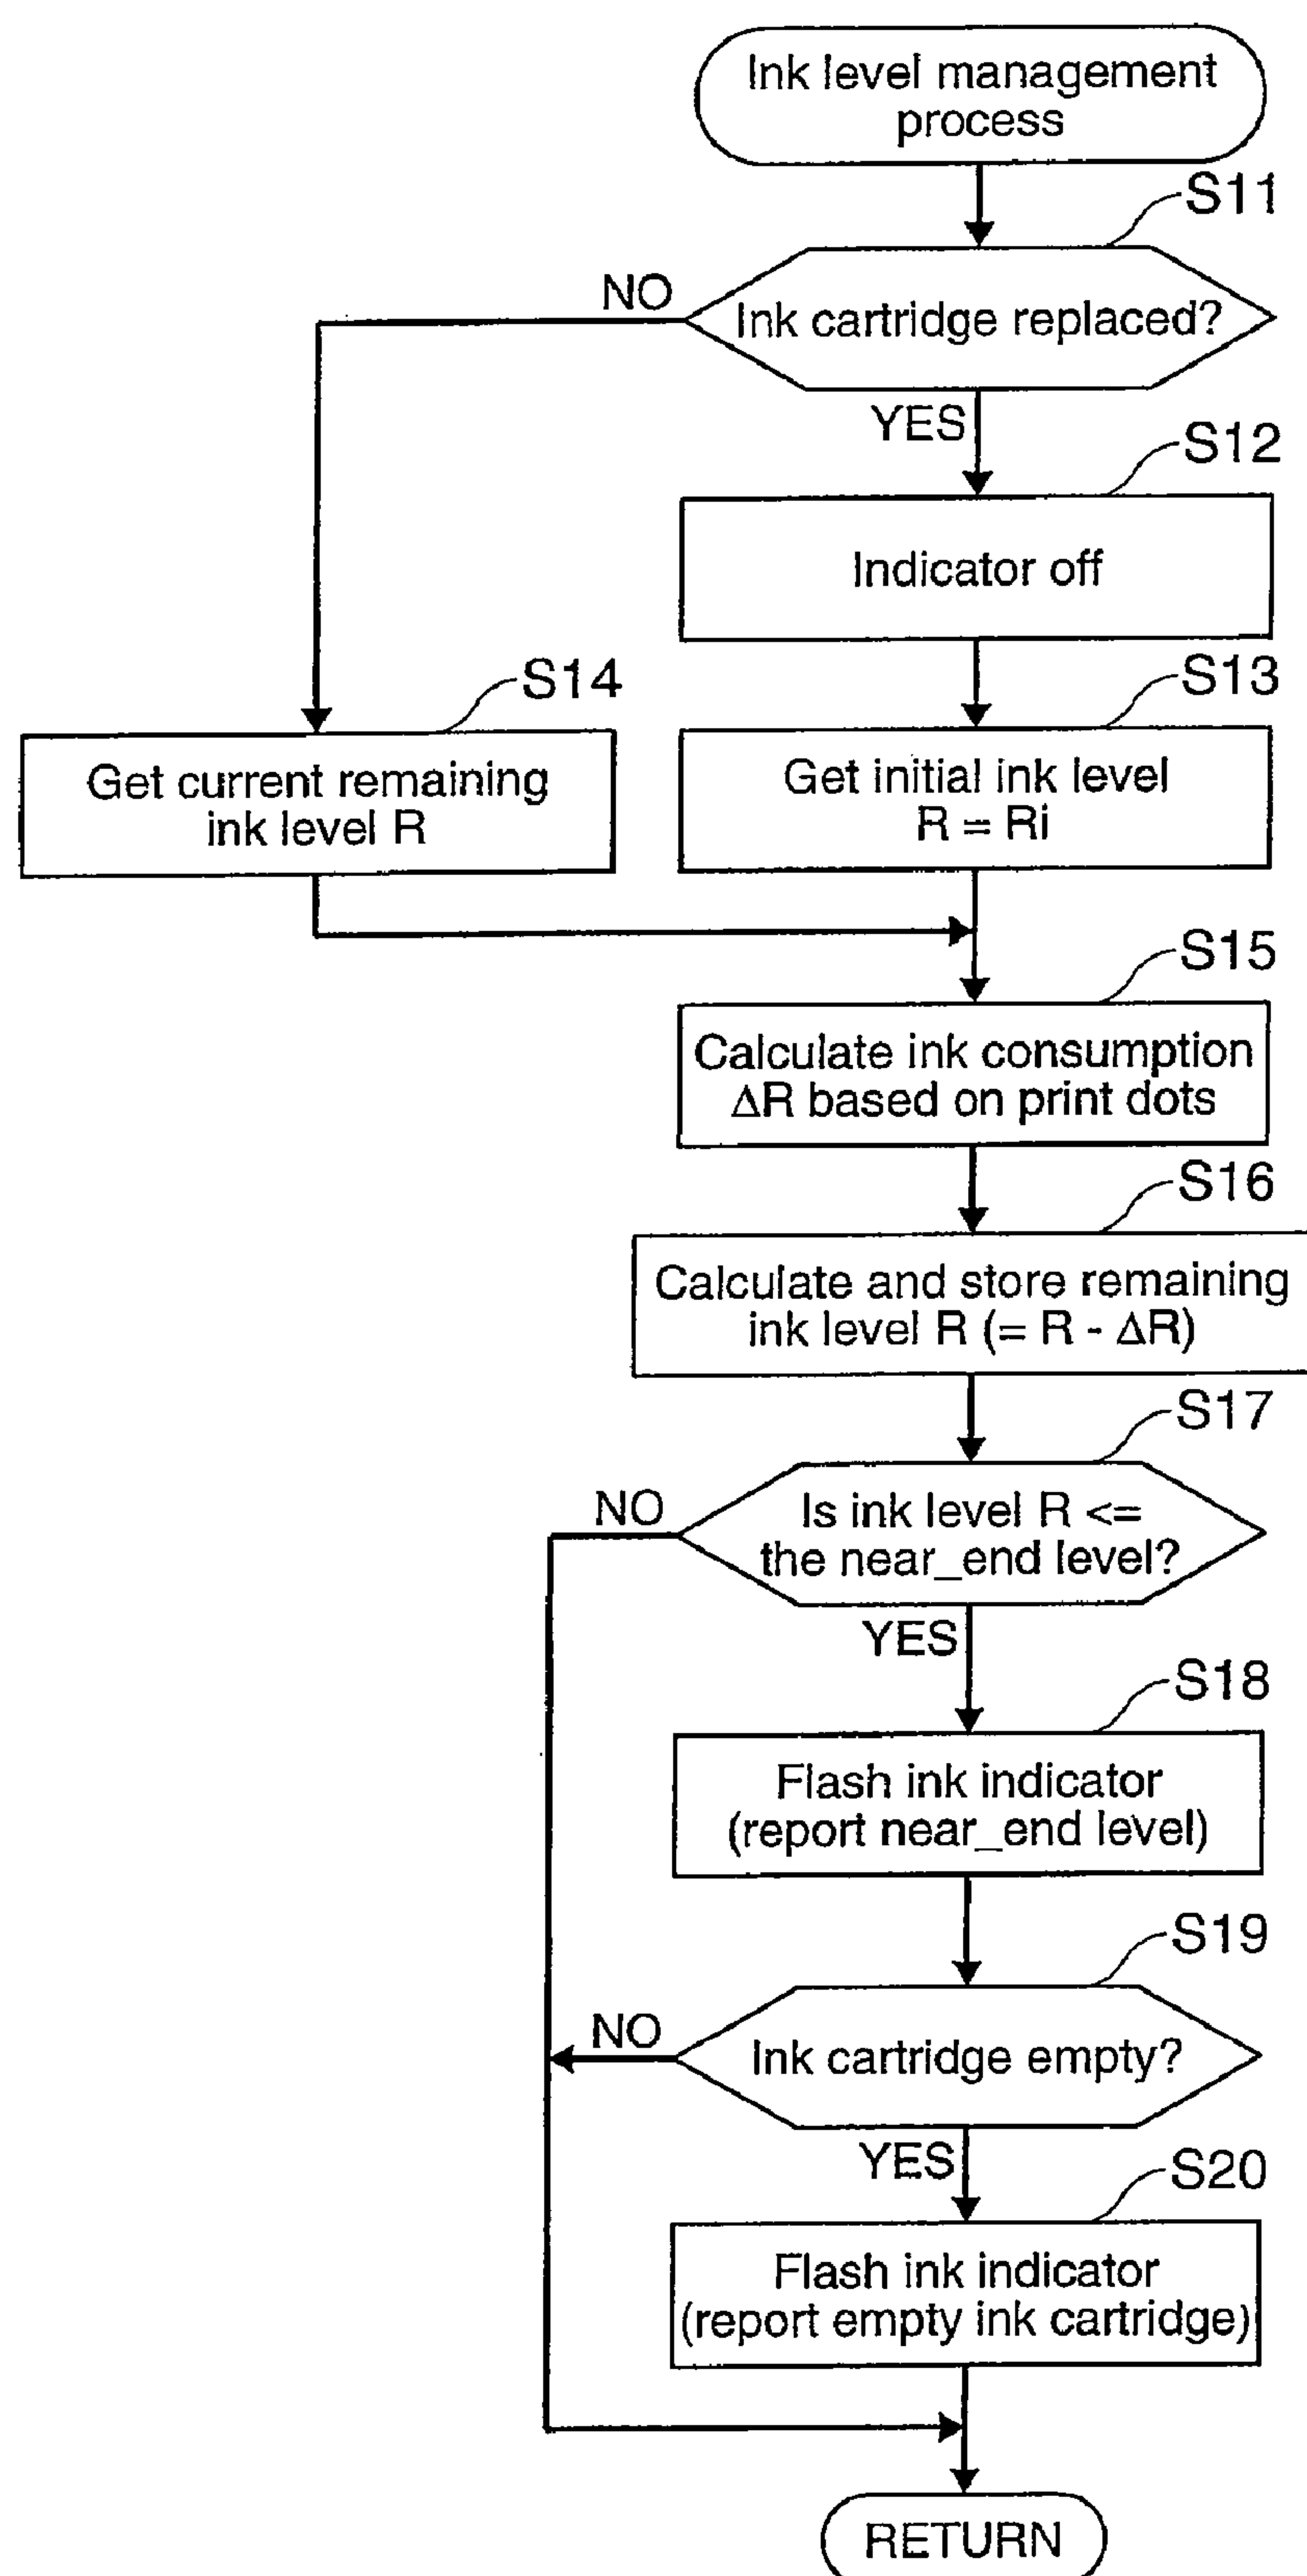 Ink level management
process
S11
NO
Ink cartridge replaced?
YES
S12
Indicator off
S14
S13
Get current remaining
ink level R
Get initial ink level
R = Ri
S15
Calculate ink consumption
ΔR based on print dots
S16
Calculate and store remaining
ink level R (= R - ΔR)
S17
NO
Is ink level R <=
the near_end level?
YES
S18
Flash ink indicator
(report near_end level)
S19
NO
Ink cartridge empty?
YES
S20
Flash ink indicator
(report empty ink cartridge)
RETURN